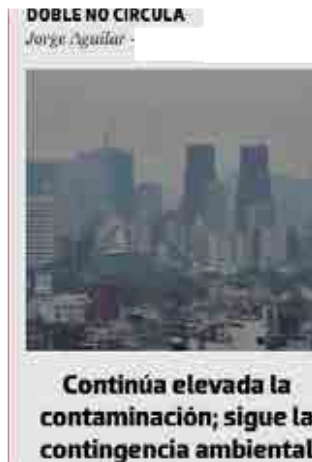 DOBLE NO CIRCULA
Jorge Aguilar -
Continúa elevada la
contaminación; sigue la
contingencia ambiental